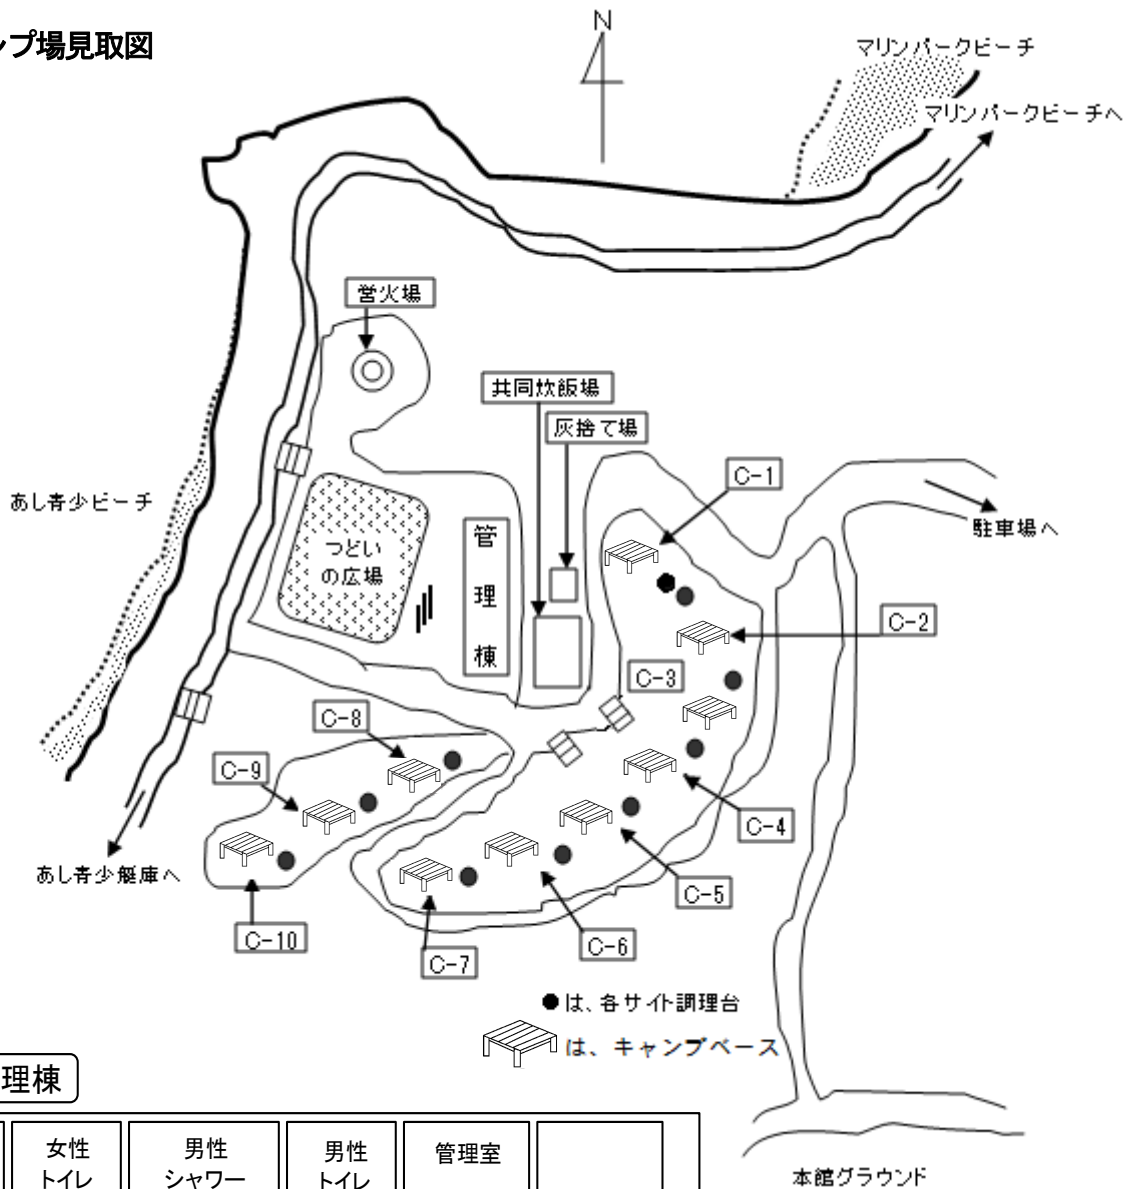 プ場見取図
N
マリンパークビーチ
マリンパークビーチへ
営火場
共同炊飯場
灰捨て場
C-1
あし青少ビーチ
つどい
の広場
管
理
棟
駐車場へ
C-2
C-3
C-8
C-9
C-4
あし青少艇庫へ
C-5
C-10
C-6
C-7
●は、各サイト調理台
は、キャンプベース
理棟
女性
トイレ
男性
シャワー
男性
トイレ
管理室
本館グラウンド